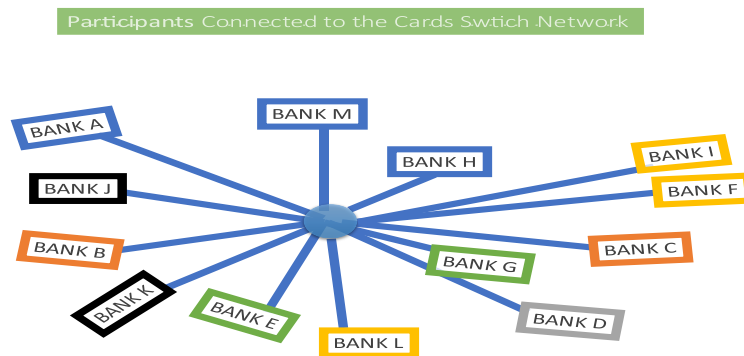 Participants Connected to the Cards Swtich Network
BANK M
BANK A
BANK H
BANK I
BANK J
BANK F
BANK B
BANK C
BANK G
BANK K
BANK E
BANK D
BANK L